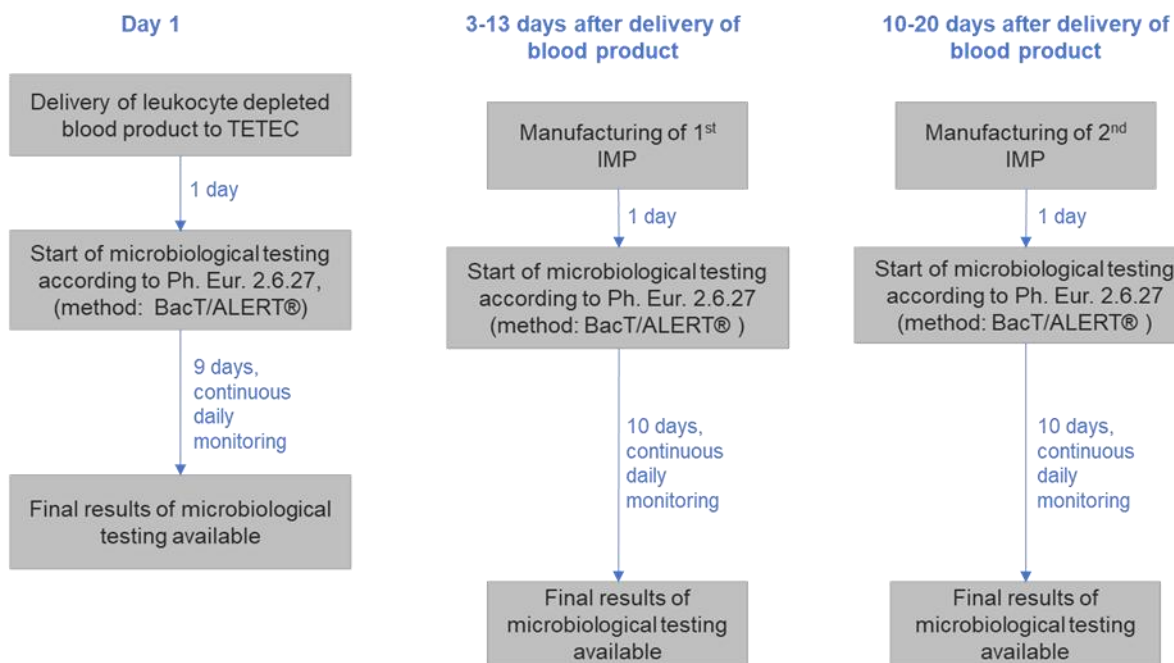 Day 1
Delivery of leukocyte depleted
blood product to TETEC
1 day
Start of microbiological testing
according to Ph. Eur. 2.6.27,
(method: BacT/ALERT®)
9 days,
continuous
daily
monitoring
Final results of microbiological
testing available
3-13 days after delivery of
blood product
Manufacturing of 1st
IMP
1 day
Start of microbiological testing
according to Ph. Eur. 2.6.27
(method: BacT/ALERT® )
10 days,
continuous
daily
monitoring
Final results of
microbiological testing
available
10-20 days after delivery of
blood product
Manufacturing of 2nd
IMP
1 day
Start of microbiological testing
according to Ph. Eur. 2.6.27
(method: BacT/ALERT® )
10 days,
continuous
daily
monitoring
Final results of
microbiological testing
available